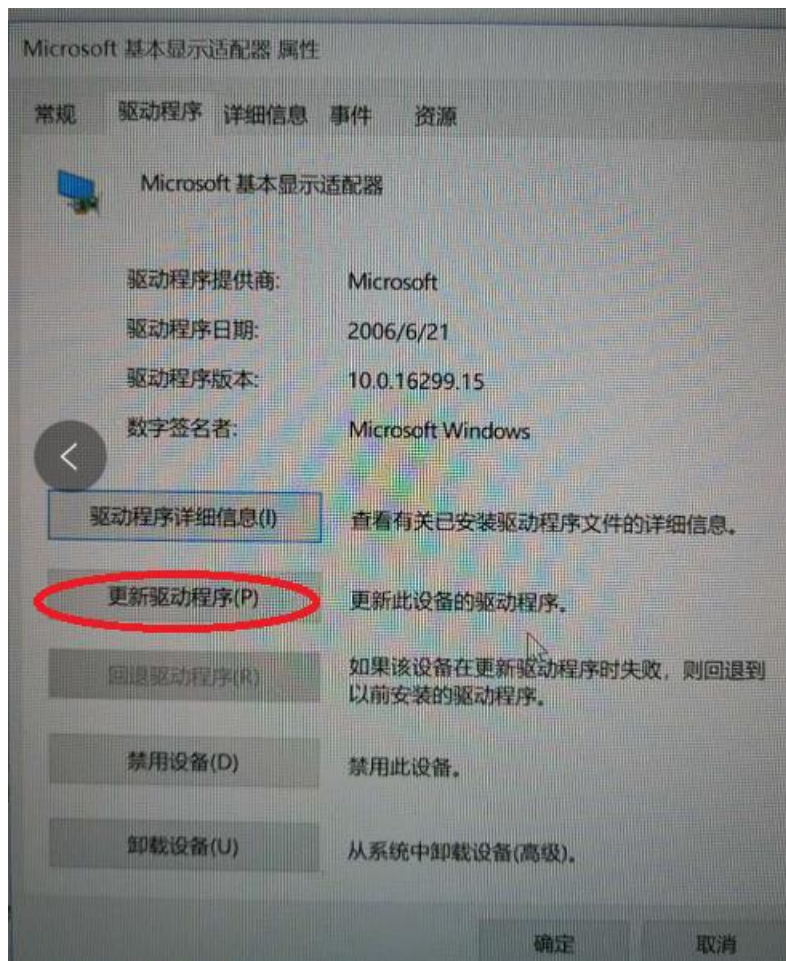 Microsoft 基本显示适配器 属性
常规 驱动程序 详细信息 事件 资源
Microsoft 基本显示适配器
驱动程序提供商: Microsoft
驱动程序日期: 2006/6/21
驱动程序版本: 10.0.16299.15
数字签名者: Microsoft Windows
驱动程序详细信息(I) 查看有关已安装驱动程序文件的详细信息。
更新驱动程序(P) 更新此设备的驱动程序。
回退驱动程序(R) 如果该设备在更新驱动程序时失败，则回退到
以前安装的驱动程序。
禁用设备(D) 禁用此设备。
卸载设备(U) 从系统中卸载设备(高级)。
确定 取消